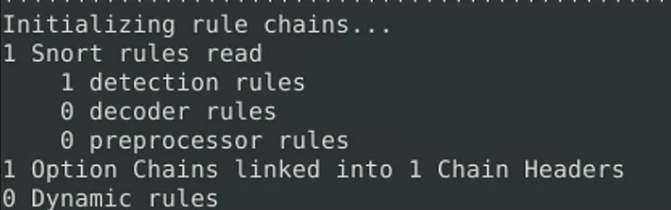 Initializing rule chains...
1 Snort rules read
    1 detection rules
    0 decoder rules
    0 preprocessor rules
1 Option Chains linked into 1 Chain Headers
0 Dynamic rules